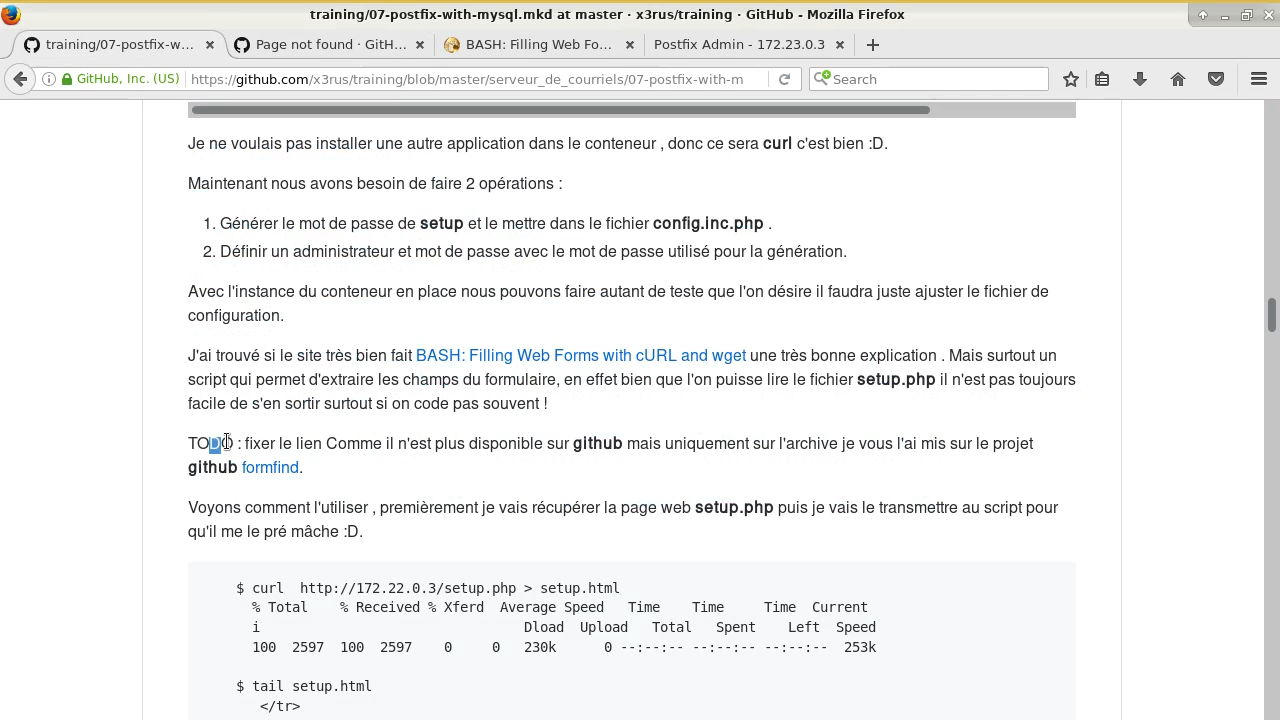 training/07-postfix-with-mysql.mkd at master · x3rus/training · GitHub - Mozilla Firefox
training/07-postfix-w... × Page not found · GitH... × BASH: Filling Web Fo... × Postfix Admin - 172.23.0.3 ×
GitHub, Inc. (US) https://github.com/x3rus/training/blob/master/serveur_de_courriels/07-postfix-with-m Search
Je ne voulais pas installer une autre application dans le conteneur , donc ce sera curl c'est bien :D.
Maintenant nous avons besoin de faire 2 opérations :
1. Générer le mot de passe de setup et le mettre dans le fichier config.inc.php .
2. Définir un administrateur et mot de passe avec le mot de passe utilisé pour la génération.
Avec l'instance du conteneur en place nous pouvons faire autant de teste que l'on désire il faudra juste ajuster le fichier de
configuration.
J'ai trouvé si le site très bien fait BASH: Filling Web Forms with cURL and wget une très bonne explication . Mais surtout un
script qui permet d'extraire les champs du formulaire, en effet bien que l'on puisse lire le fichier setup.php il n'est pas toujours
facile de s'en sortir surtout si on code pas souvent !
TODO : fixer le lien Comme il n'est plus disponible sur github mais uniquement sur l'archive je vous l'ai mis sur le projet
github formfind.
Voyons comment l'utiliser , premièrement je vais récupérer la page web setup.php puis je vais le transmettre au script pour
qu'il me le pré mâche :D.
$ curl http://172.22.0.3/setup.php > setup.html
% Total % Received % Xferd Average Speed Time Time Time Current
i Dload Upload Total Spent Left Speed
100 2597 100 2597 0 0 230k 0 --:--:-- --:--:-- --:--:-- 253k
$ tail setup.html
</tr>